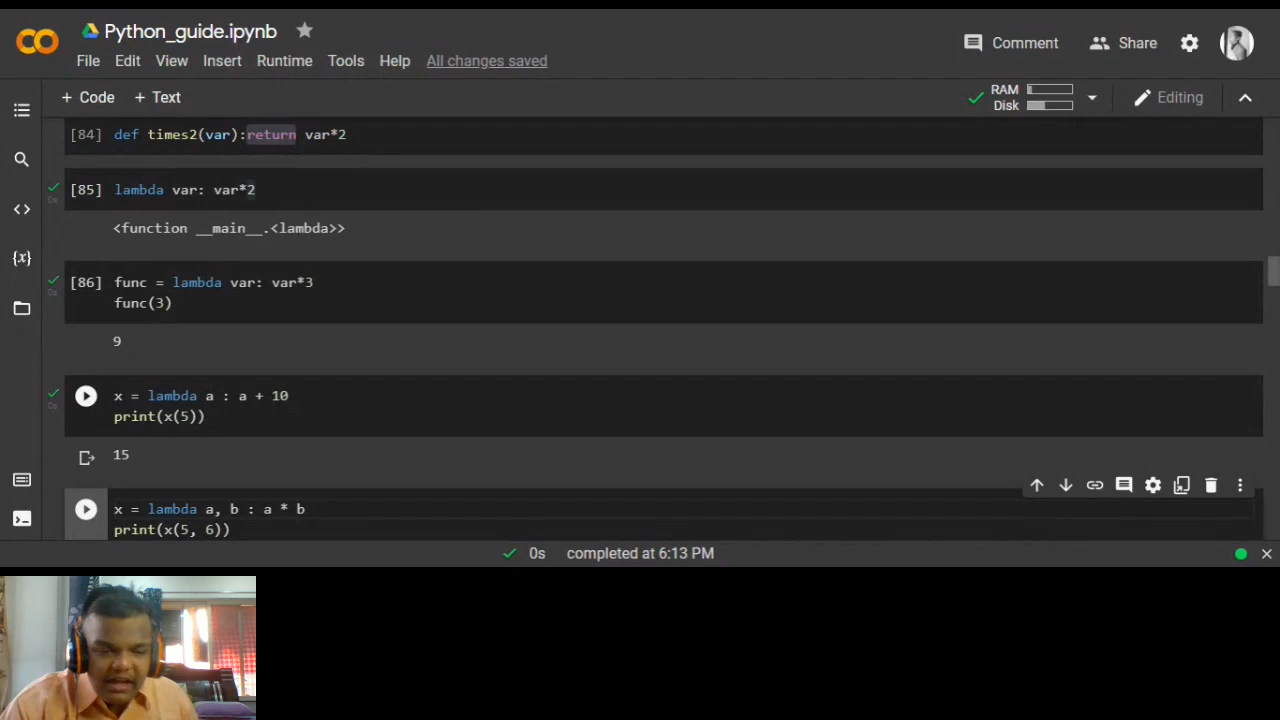 Python_guide.ipynb
File Edit View Insert Runtime Tools Help All changes saved
Comment Share
+ Code + Text
RAM
Disk
Editing
[84] def times2(var):return var*2
[85] lambda var: var*2
0s
<function __main__.<lambda>>
[86] func = lambda var: var*3
0s
func(3)
9
x = lambda a : a + 10
0s
print(x(5))
15
x = lambda a, b : a * b
print(x(5, 6))
0s completed at 6:13 PM